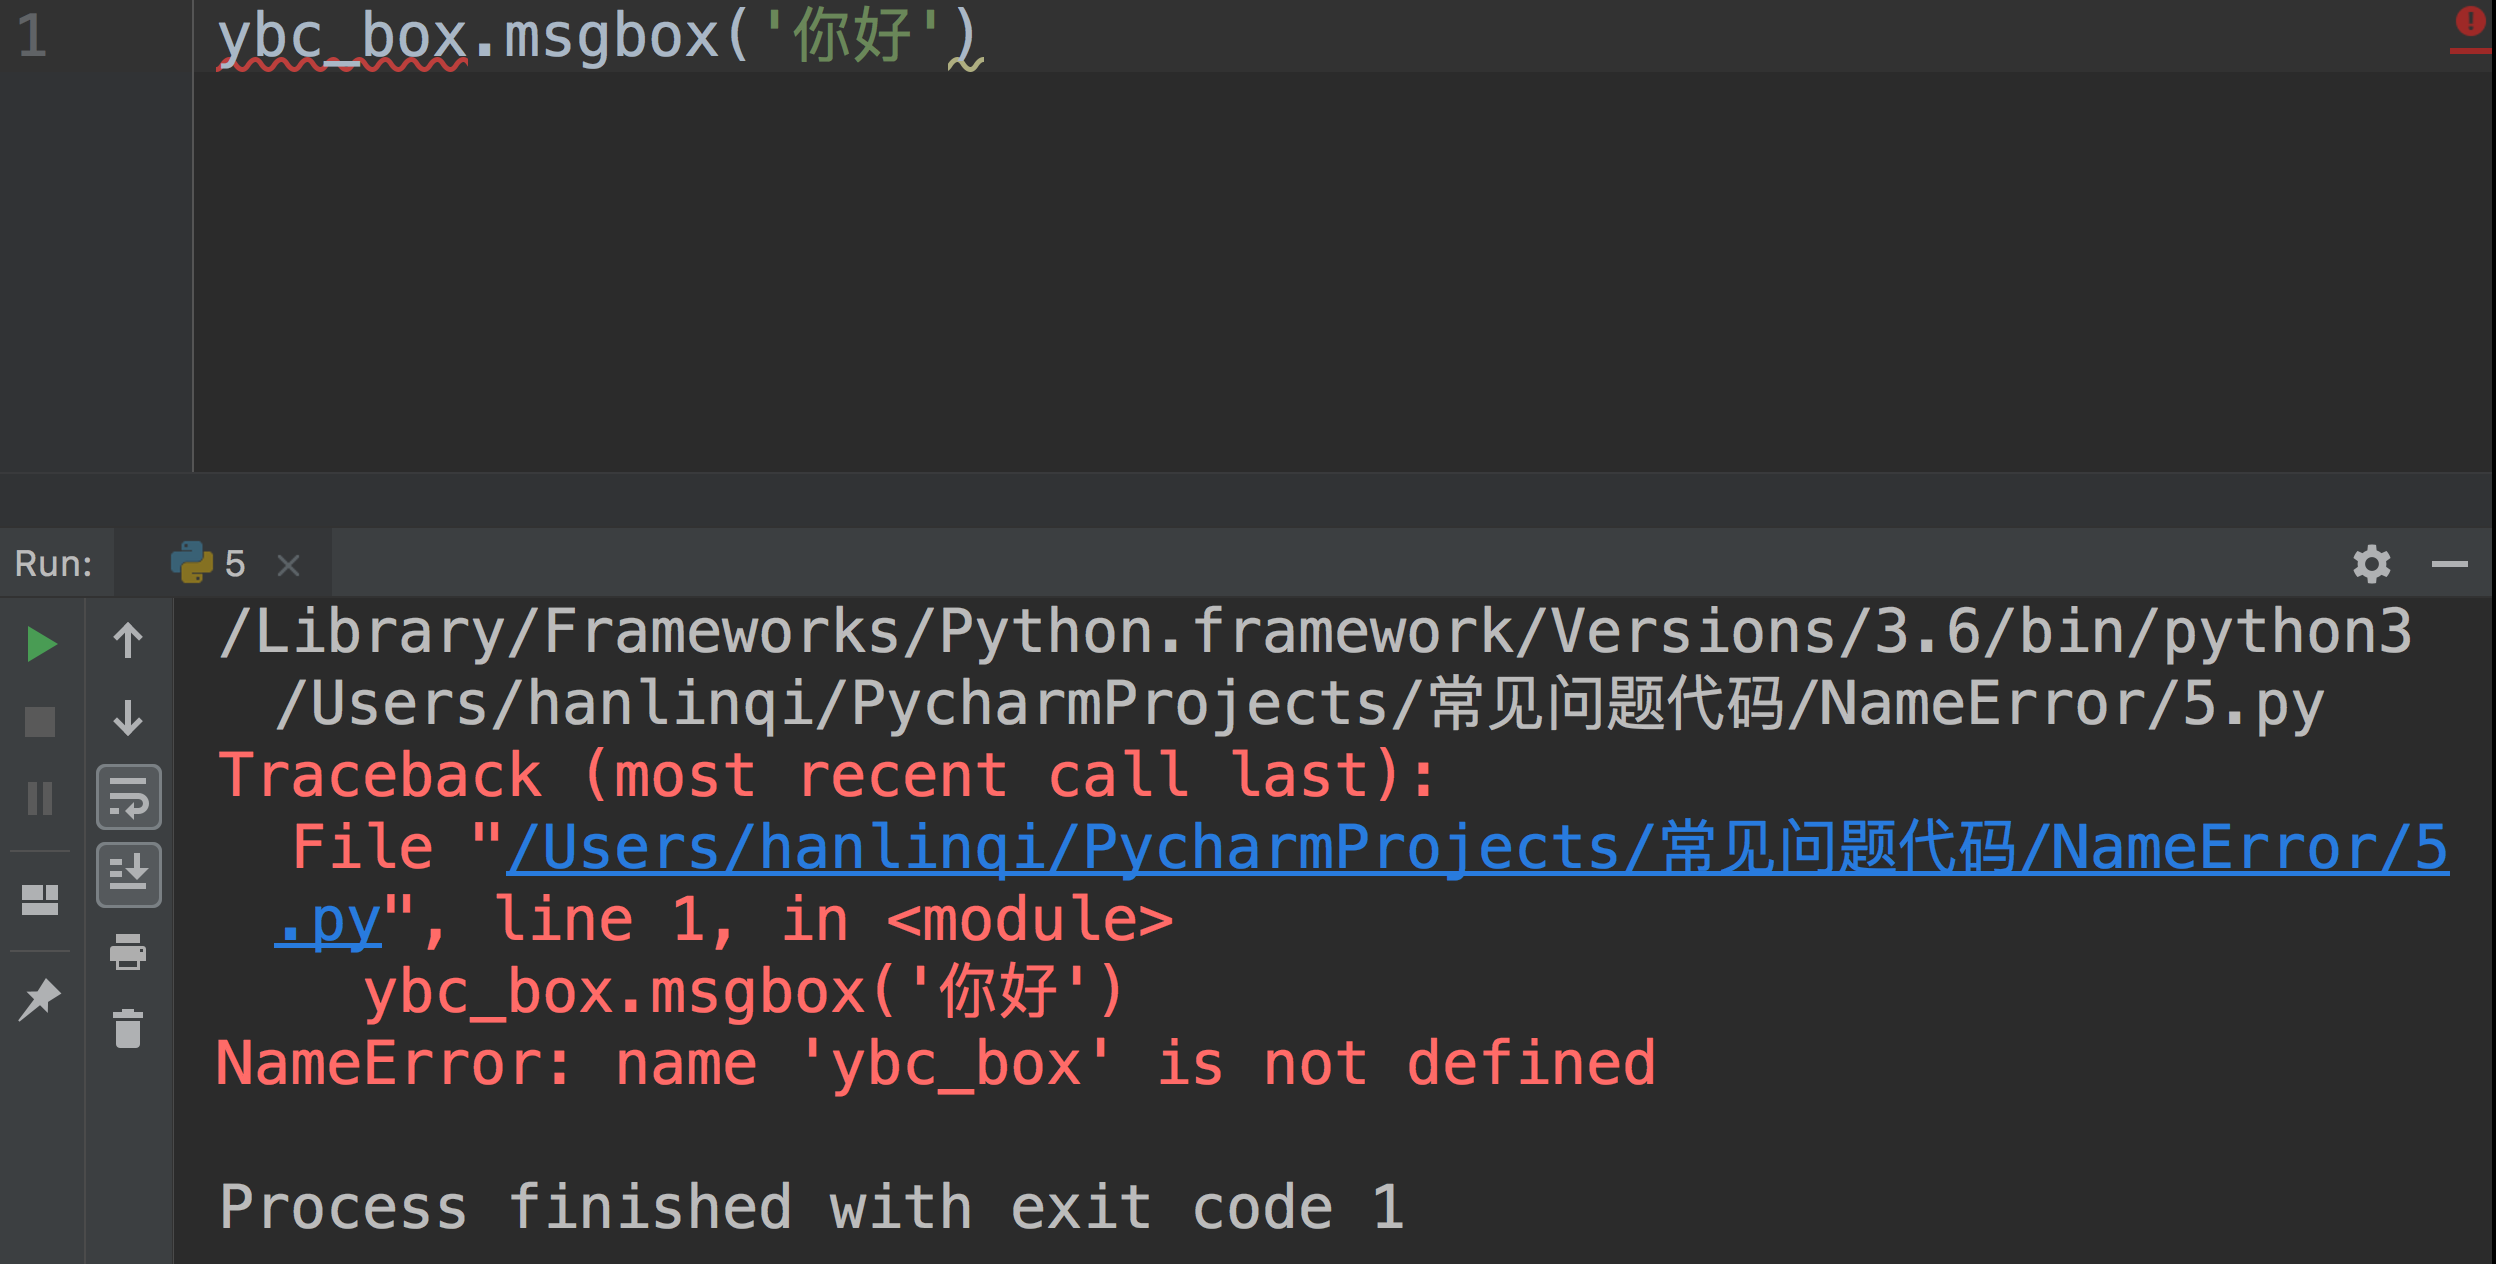 1 ybc_box.msgbox('你好')
Run: 5
/Library/Frameworks/Python.framework/Versions/3.6/bin/python3
/Users/hanlinqi/PycharmProjects/常见问题代码/NameError/5.py
Traceback (most recent call last):
File "/Users/hanlinqi/PycharmProjects/常见问题代码/NameError/5
.py", line 1, in <module>
ybc_box.msgbox('你好')
NameError: name 'ybc_box' is not defined
Process finished with exit code 1